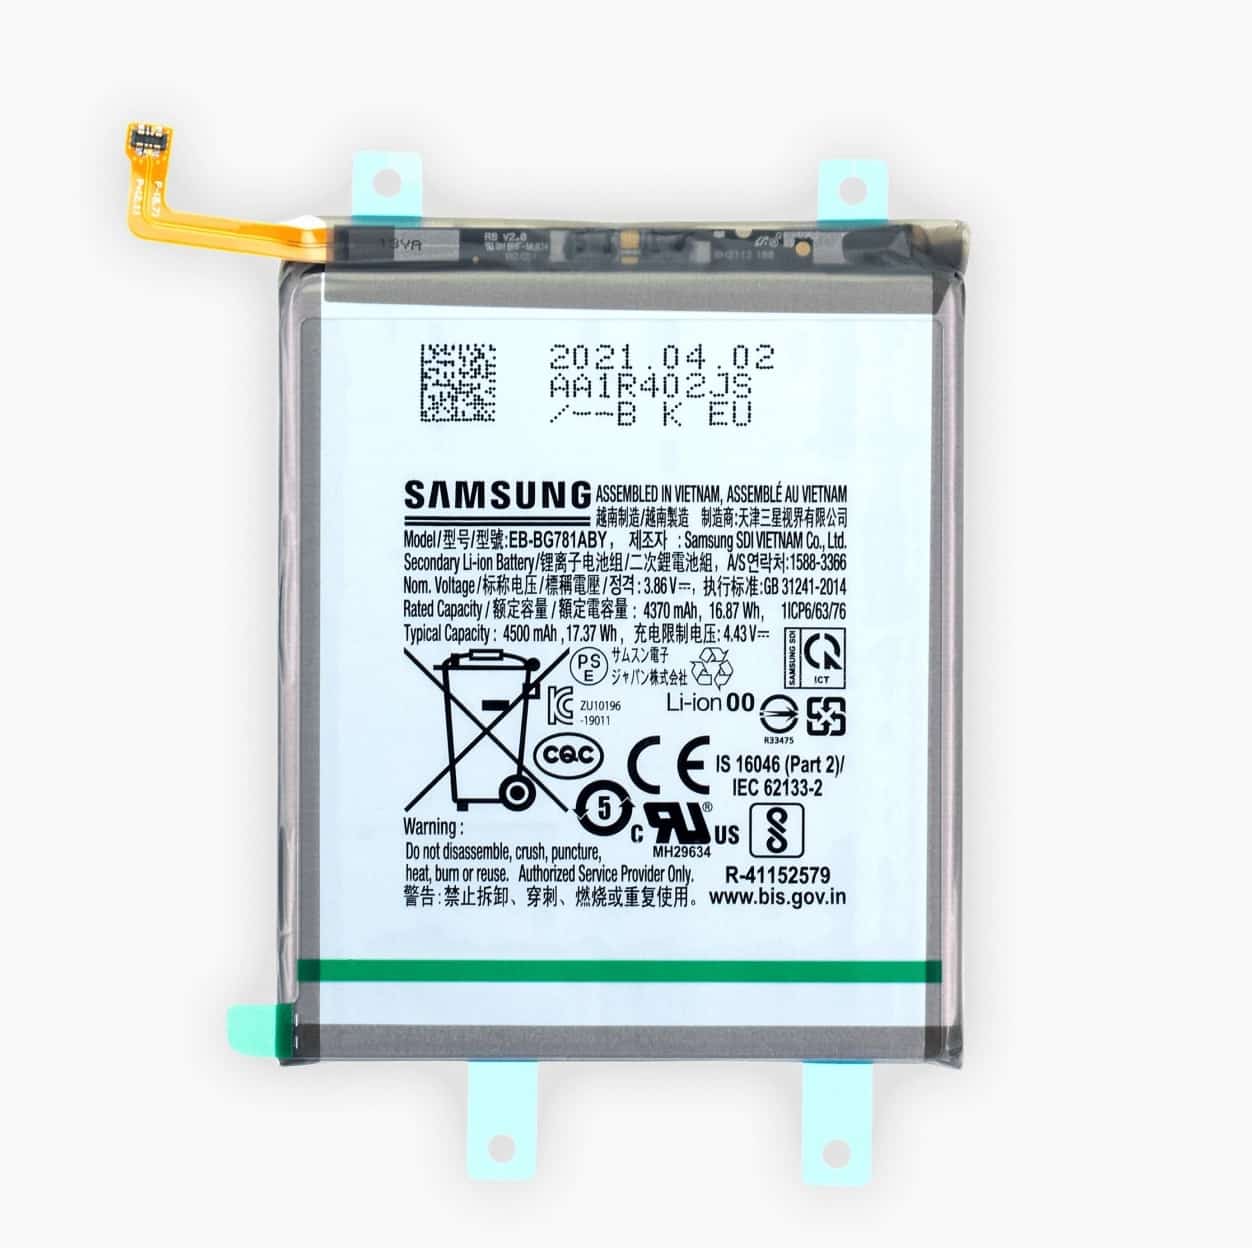 P-48.71
P-48.11
13YA
RS V2.0
2021.04.02
AA1R402JS
/--B K EU
SAMSUNG ASSEMBLED IN VIETNAM, ASSEMBLÉ AU VIETNAM
越南制造/越南製造 制造商:天津三星视界有限公司
Model/型号/型號:EB-BG781ABY, 제조자 : Samsung SDI VIETNAM Co., Ltd.
Secondary Li-ion Battery/锂离子电池组/二次鋰電池組, A/S연락처:1588-3366
Nom. Voltage/标称电压/標稱電壓/정격: 3.86 V⎓, 执行标准:GB 31241-2014
Rated Capacity / 额定容量 / 額定電容量 : 4370 mAh, 16.87 Wh, 1ICP6/63/76
Typical Capacity : 4500 mAh ,17.37 Wh , 充电限制电压: 4.43 V⎓
PS
E
サムスン電子
ジャパン株式会社
SAMSUNG SDI
ICT
ZU10196
-19011
Li-ion 00
R33475
CQC
CE
IS 16046 (Part 2)/
IEC 62133-2
5
C RU® US
MH29634
Warning :
Do not disassemble, crush, puncture,
heat, burn or reuse. Authorized Service Provider Only.
警告:禁止拆卸、穿刺、燃烧或重复使用。
R-41152579
www.bis.gov.in